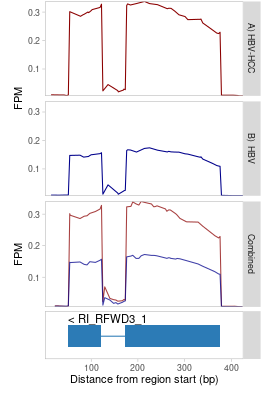 0.3
0.2
0.1
A) HBV-HCC
FPM
0.3
0.2
0.1
B) HBV
FPM
0.3
0.2
0.1
Combined
FPM
< RI_RFWD3_1
100 200 300 400
Distance from region start (bp)